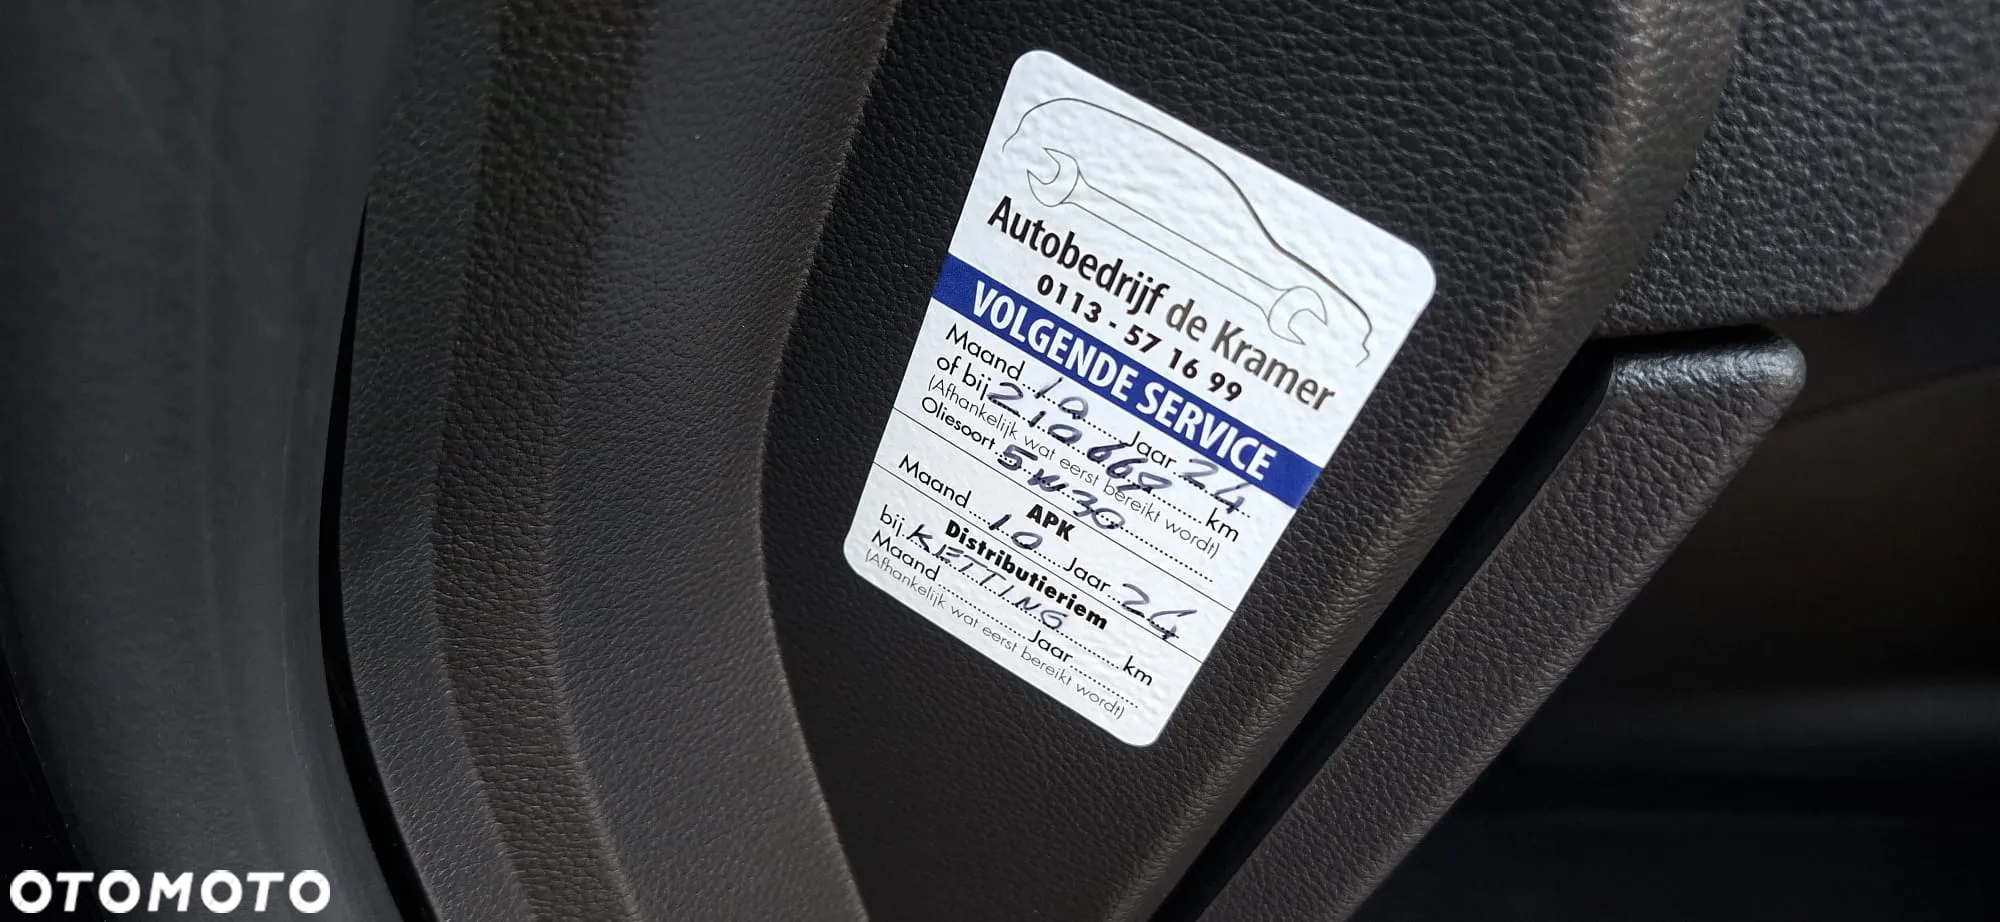 Autobedrijf de Kramer
0113 - 57 16 99
VOLGENDE SERVICE
Maand 10 Jaar 24
of bij 210662 km
(Afhankelijk wat eerst bereikt wordt)
Oliesoort 5W30
APK
Maand 10 Jaar 24
Distributieriem
bij KETTING km
Maand Jaar
(Afhankelijk wat eerst bereikt wordt)
OTOMOTO